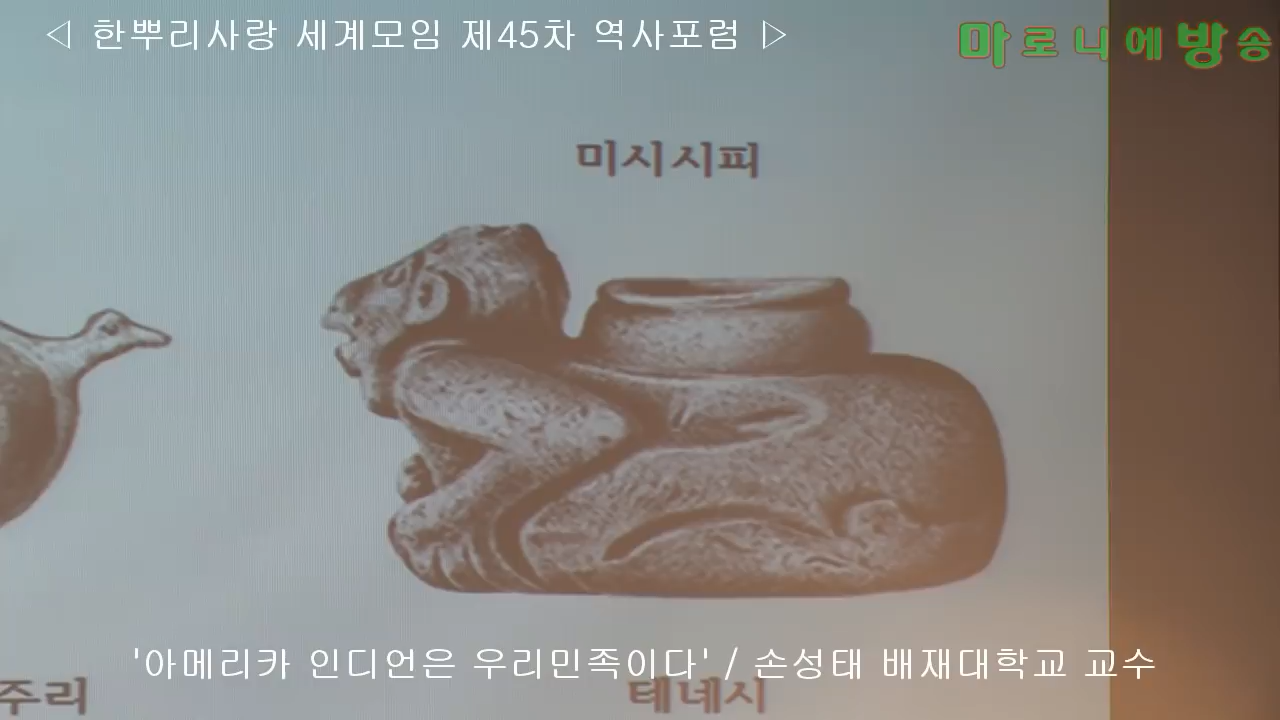 ◁ 한뿌리사랑 세계모임 제45차 역사포럼 ▷
마로니에방송
미시시피
'아메리카 인디언은 우리민족이다' / 손성태 배재대학교 교수
주리
테네시